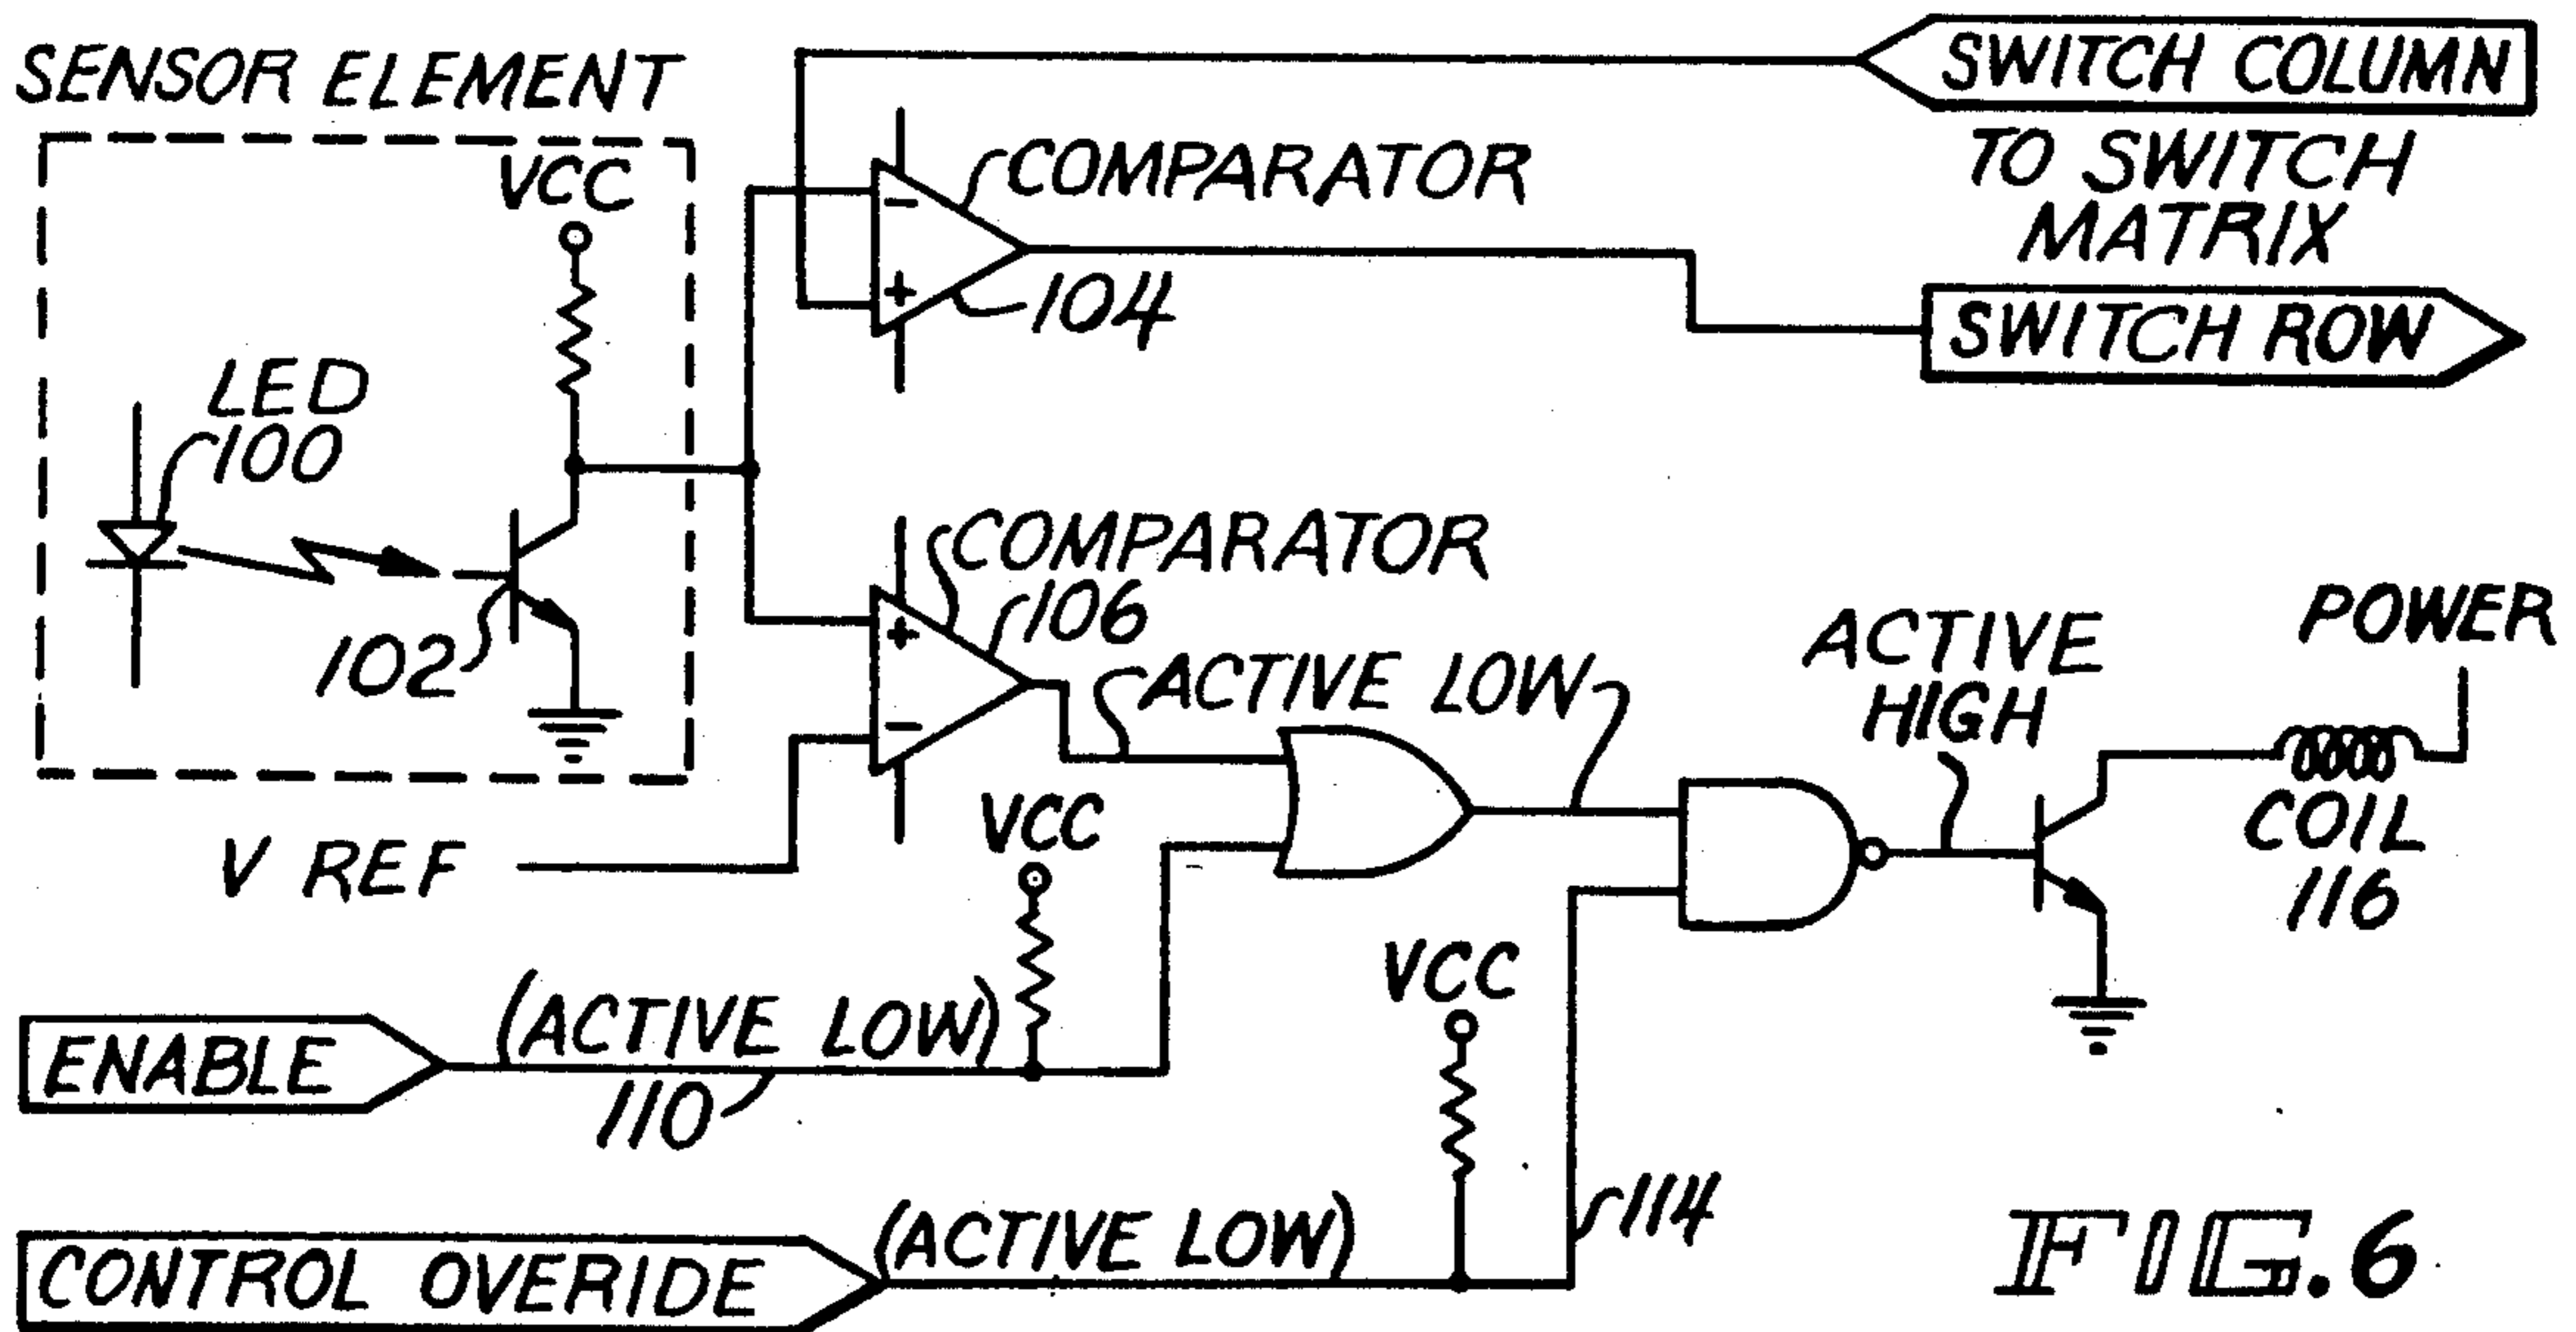 SENSOR ELEMENT
SWITCH COLUMN
TO SWITCH
MATRIX
SWITCH ROW
VCC
COMPARATOR
104
LED
100
102
COMPARATOR
106
ACTIVE LOW
ACTIVE
HIGH
POWER
COIL
116
V REF
VCC
ENABLE
(ACTIVE LOW)
110
VCC
CONTROL OVERIDE
(ACTIVE LOW)
114
FIG.6